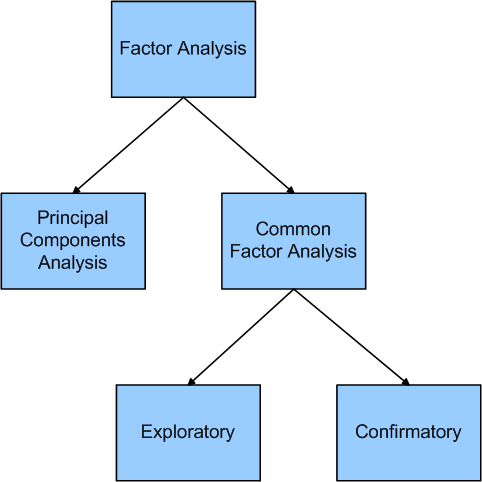 Factor Analysis
Principal
Components
Analysis
Common
Factor Analysis
Exploratory
Confirmatory